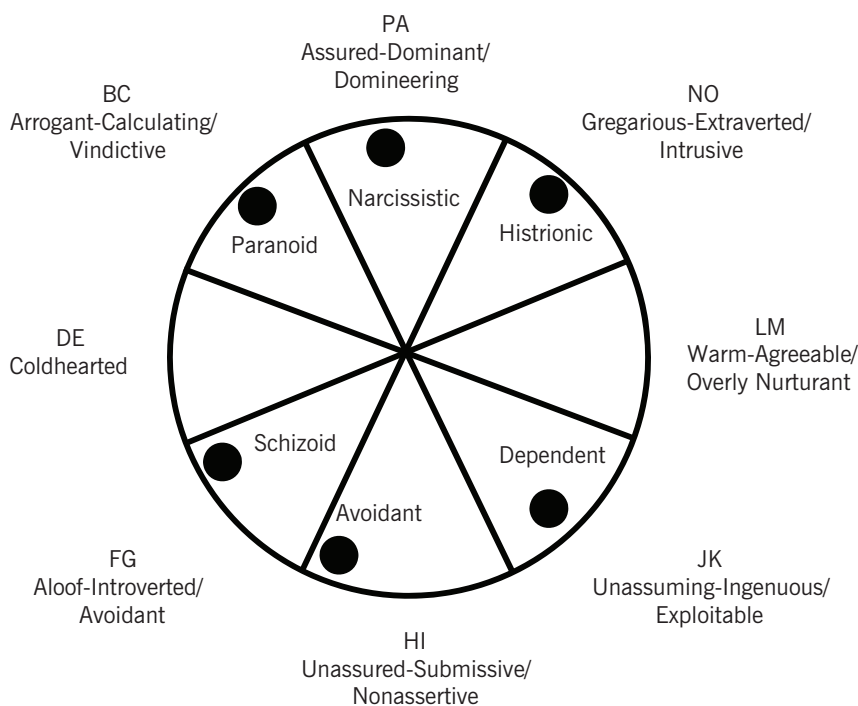 PA
Assured-Dominant/
Domineering
BC
Arrogant-Calculating/
Vindictive
NO
Gregarious-Extraverted/
Intrusive
Narcissistic
Paranoid
Histrionic
DE
Coldhearted
LM
Warm-Agreeable/
Overly Nurturant
Schizoid
Dependent
Avoidant
FG
Aloof-Introverted/
Avoidant
JK
Unassuming-Ingenuous/
Exploitable
HI
Unassured-Submissive/
Nonassertive